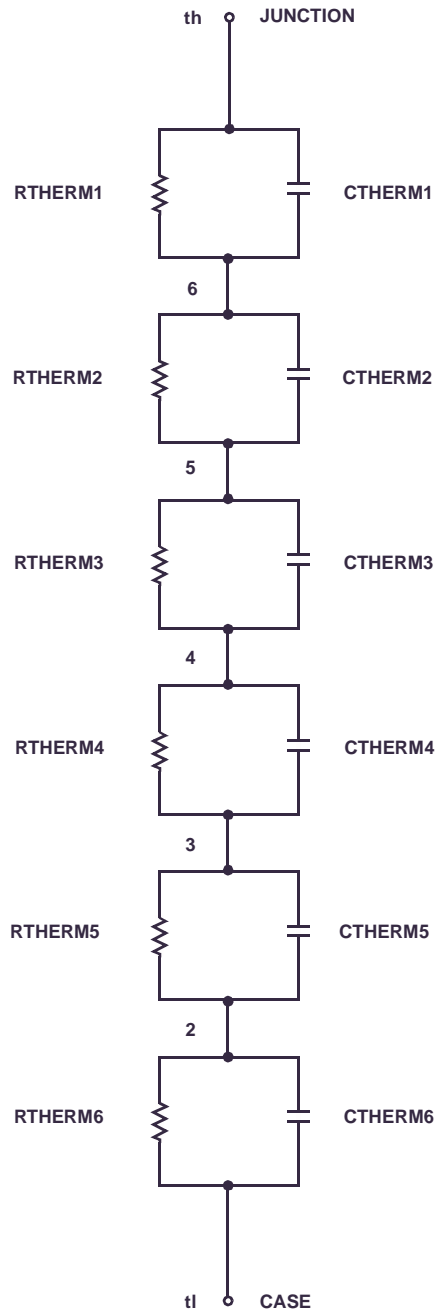 th JUNCTION
RTHERM1 CTHERM1
6
RTHERM2 CTHERM2
5
RTHERM3 CTHERM3
4
RTHERM4 CTHERM4
3
RTHERM5 CTHERM5
2
RTHERM6 CTHERM6
tl CASE